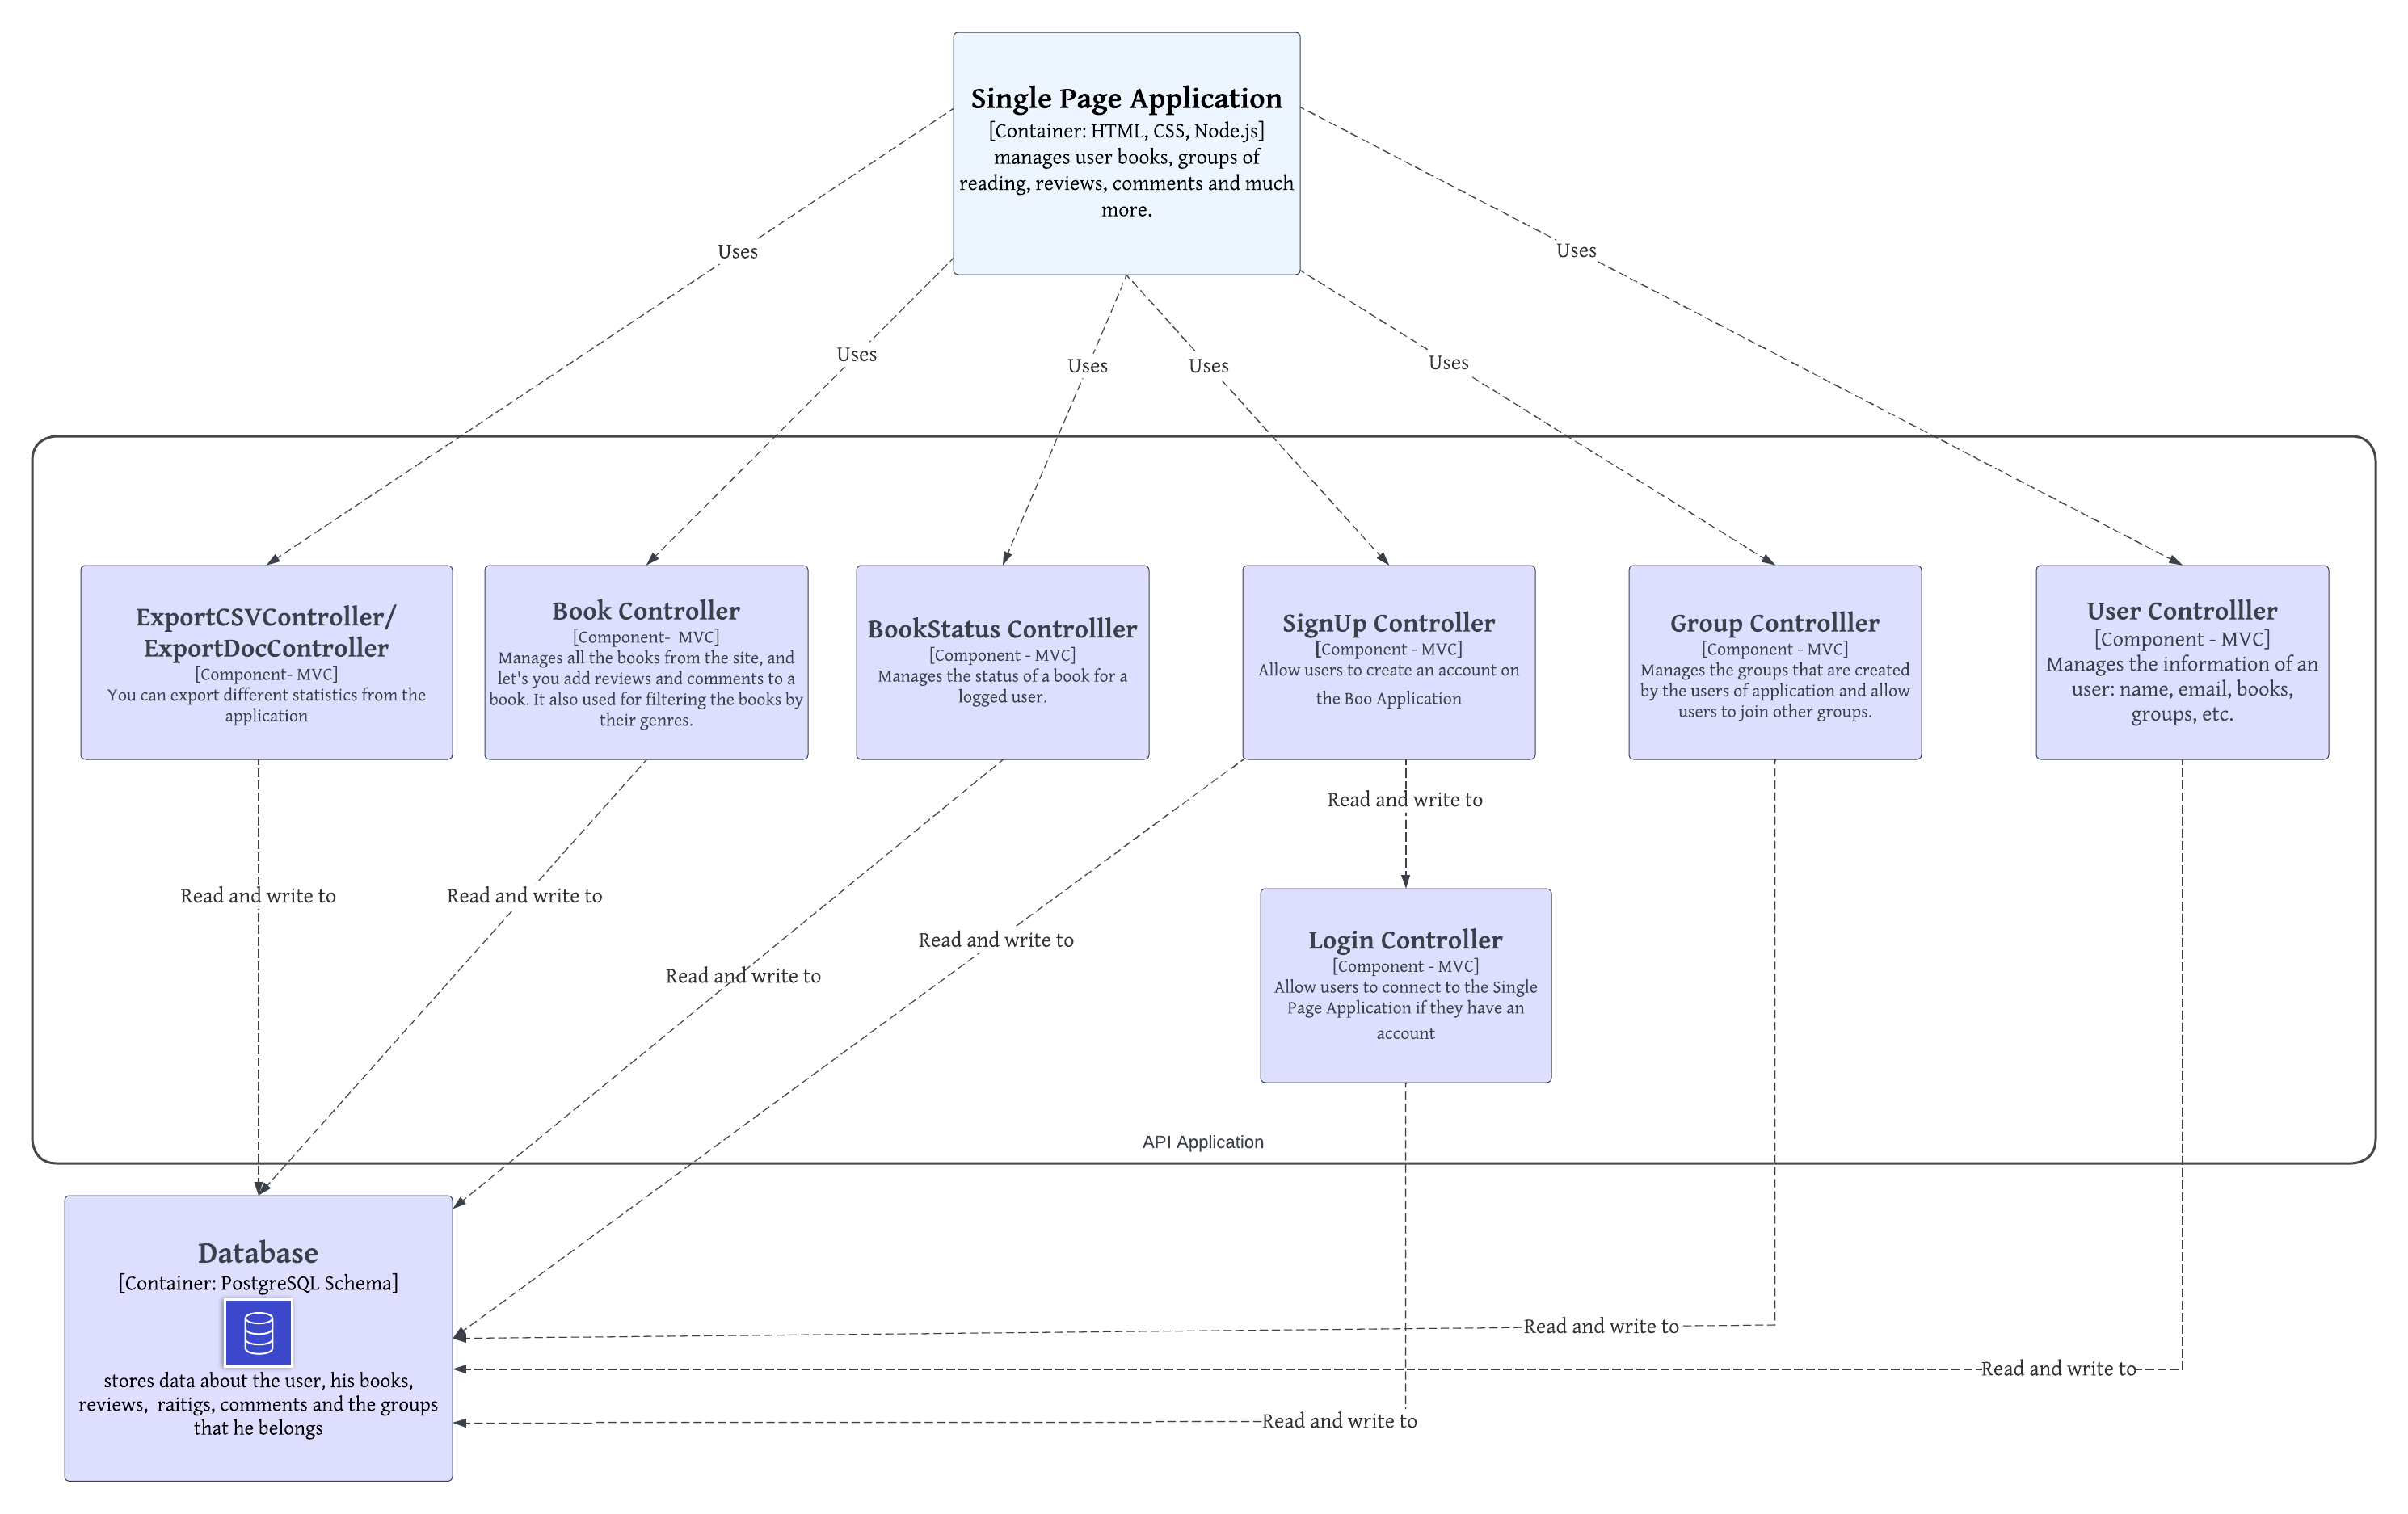 Single Page Application
[Container: HTML, CSS, Node.js]
manages user books, groups of
reading, reviews, comments and much
more.
Uses
Uses
Uses
Uses
Uses
Uses
ExportCSVController/
ExportDocController
[Component- MVC]
You can export different statistics from the
application
Book Controller
[Component-  MVC]
Manages all the books from the site, and
let's you add reviews and comments to a
book. It also used for filtering the books by
their genres.
BookStatus Controlller
[Component - MVC]
Manages the status of a book for a
logged user.
SignUp Controller
[Component - MVC]
Allow users to create an account on
the Boo Application
Group Controlller
[Component - MVC]
Manages the groups that are created
by the users of application and allow
users to join other groups.
User Controlller
[Component - MVC]
Manages the information of an
user: name, email, books,
groups, etc.
Read and write to
Read and write to
Read and write to
Read and write to
Read and write to
Login Controller
[Component - MVC]
Allow users to connect to the Single
Page Application if they have an
account
API Application
Database
[Container: PostgreSQL Schema]
stores data about the user, his books,
reviews,  raitigs, comments and the groups
that he belongs
Read and write to
Read and write to
Read and write to